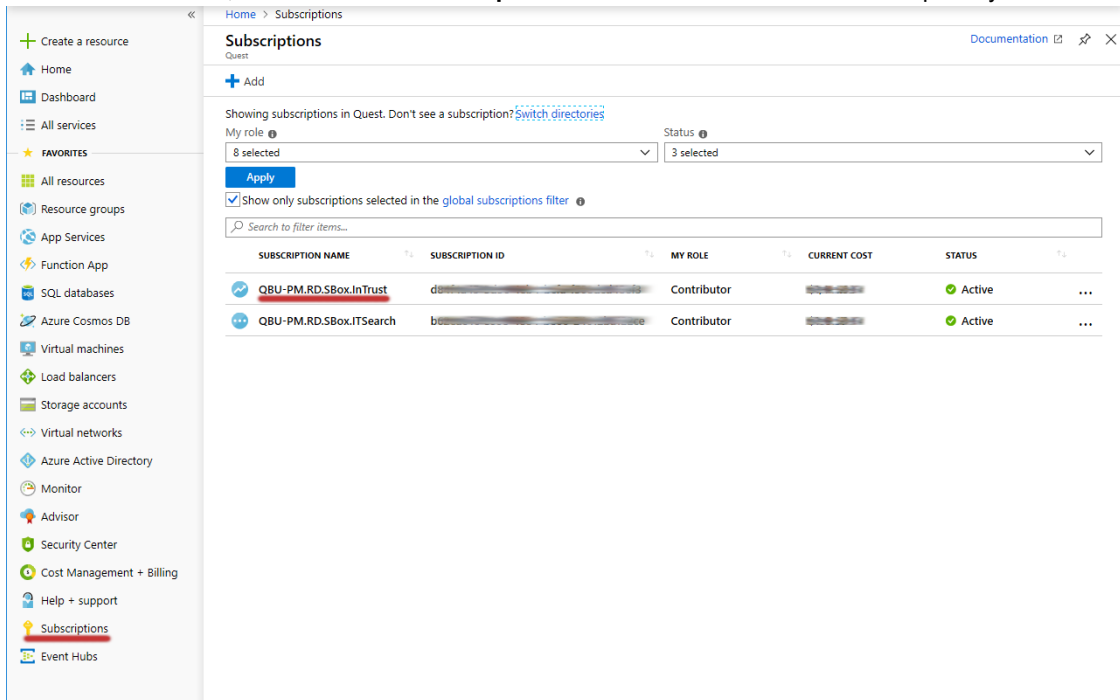 «
Home > Subscriptions
Create a resource
Home
Dashboard
All services
FAVORITES
All resources
Resource groups
App Services
Function App
SQL databases
Azure Cosmos DB
Virtual machines
Load balancers
Storage accounts
Virtual networks
Azure Active Directory
Monitor
Advisor
Security Center
Cost Management + Billing
Help + support
Subscriptions
Event Hubs
Subscriptions
Quest
Documentation
Add
Showing subscriptions in Quest. Don't see a subscription? Switch directories
My role Status
8 selected 3 selected
Apply
Show only subscriptions selected in the global subscriptions filter
Search to filter items...
SUBSCRIPTION NAME SUBSCRIPTION ID MY ROLE CURRENT COST STATUS
QBU-PM.RD.SBox.InTrust Contributor Active ...
QBU-PM.RD.SBox.ITSearch Contributor Active ...